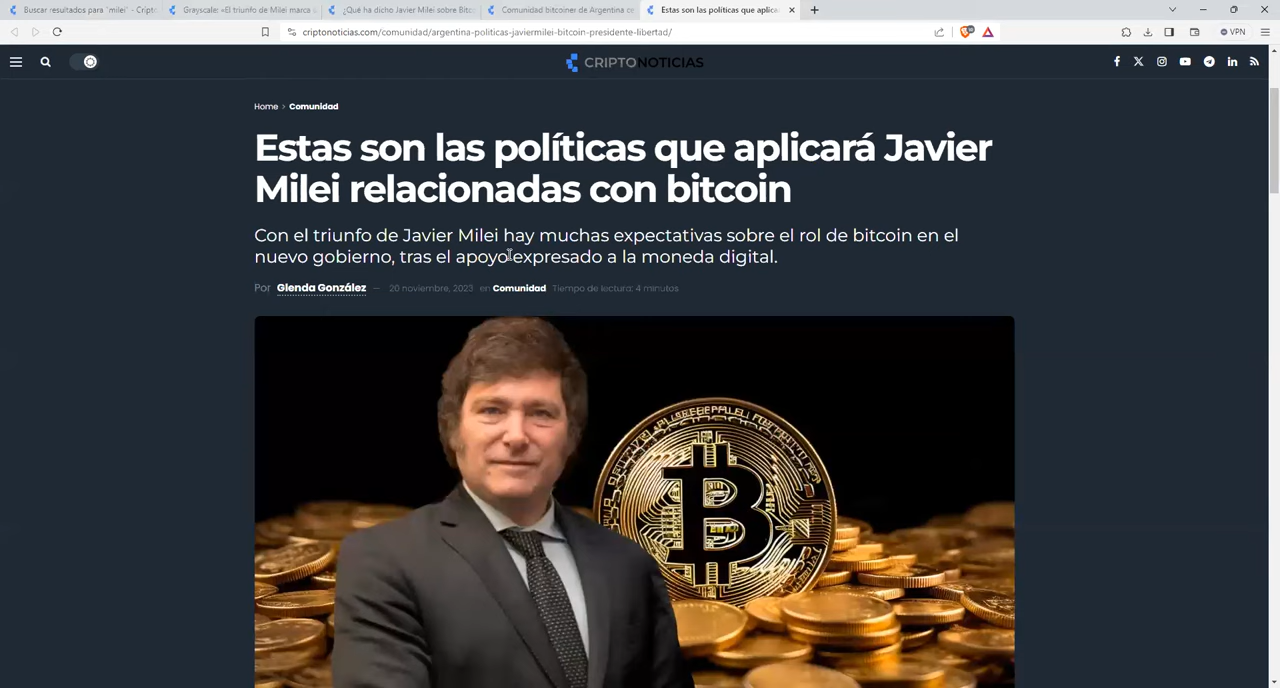 Buscar resultados para "milei" - Cripto
Grayscale: «El triunfo de Milei marca u
¿Qué ha dicho Javier Milei sobre Bitc
Comunidad bitcoiner de Argentina ce
Estas son las políticas que aplica
criptonoticias.com/comunidad/argentina-politicas-javiermilei-bitcoin-presidente-libertad/
VPN
CRIPTONOTICIAS
Home > Comunidad
Estas son las políticas que aplicará Javier
Milei relacionadas con bitcoin
Con el triunfo de Javier Milei hay muchas expectativas sobre el rol de bitcoin en el
nuevo gobierno, tras el apoyo expresado a la moneda digital.
Por Glenda González — 20 noviembre, 2023 en Comunidad Tiempo de lectura: 4 minutos